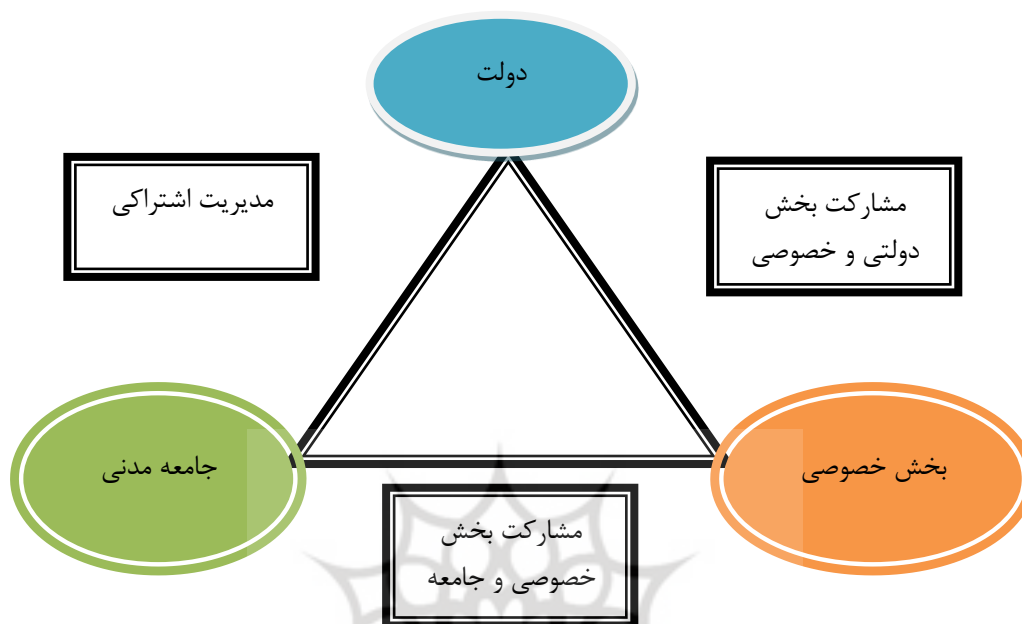 دولت
مشارکت بخش
دولتی و خصوصی
مدیریت اشتراکی
بخش خصوصی
جامعه مدنی
مشارکت بخش
خصوصی و جامعه